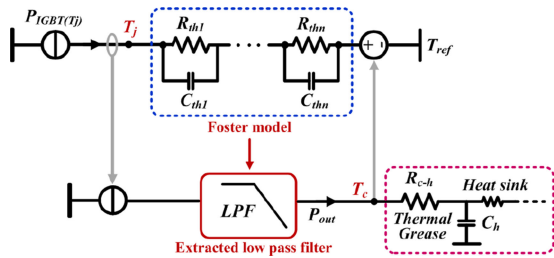 P_IGBT(Tj)
T_j
R_th1
R_thn
+ -
T_ref
C_th1
C_thn
Foster model
LPF
P_out
T_c
R_c-h
Heat sink
Thermal
Grease
C_h
Extracted low pass filter